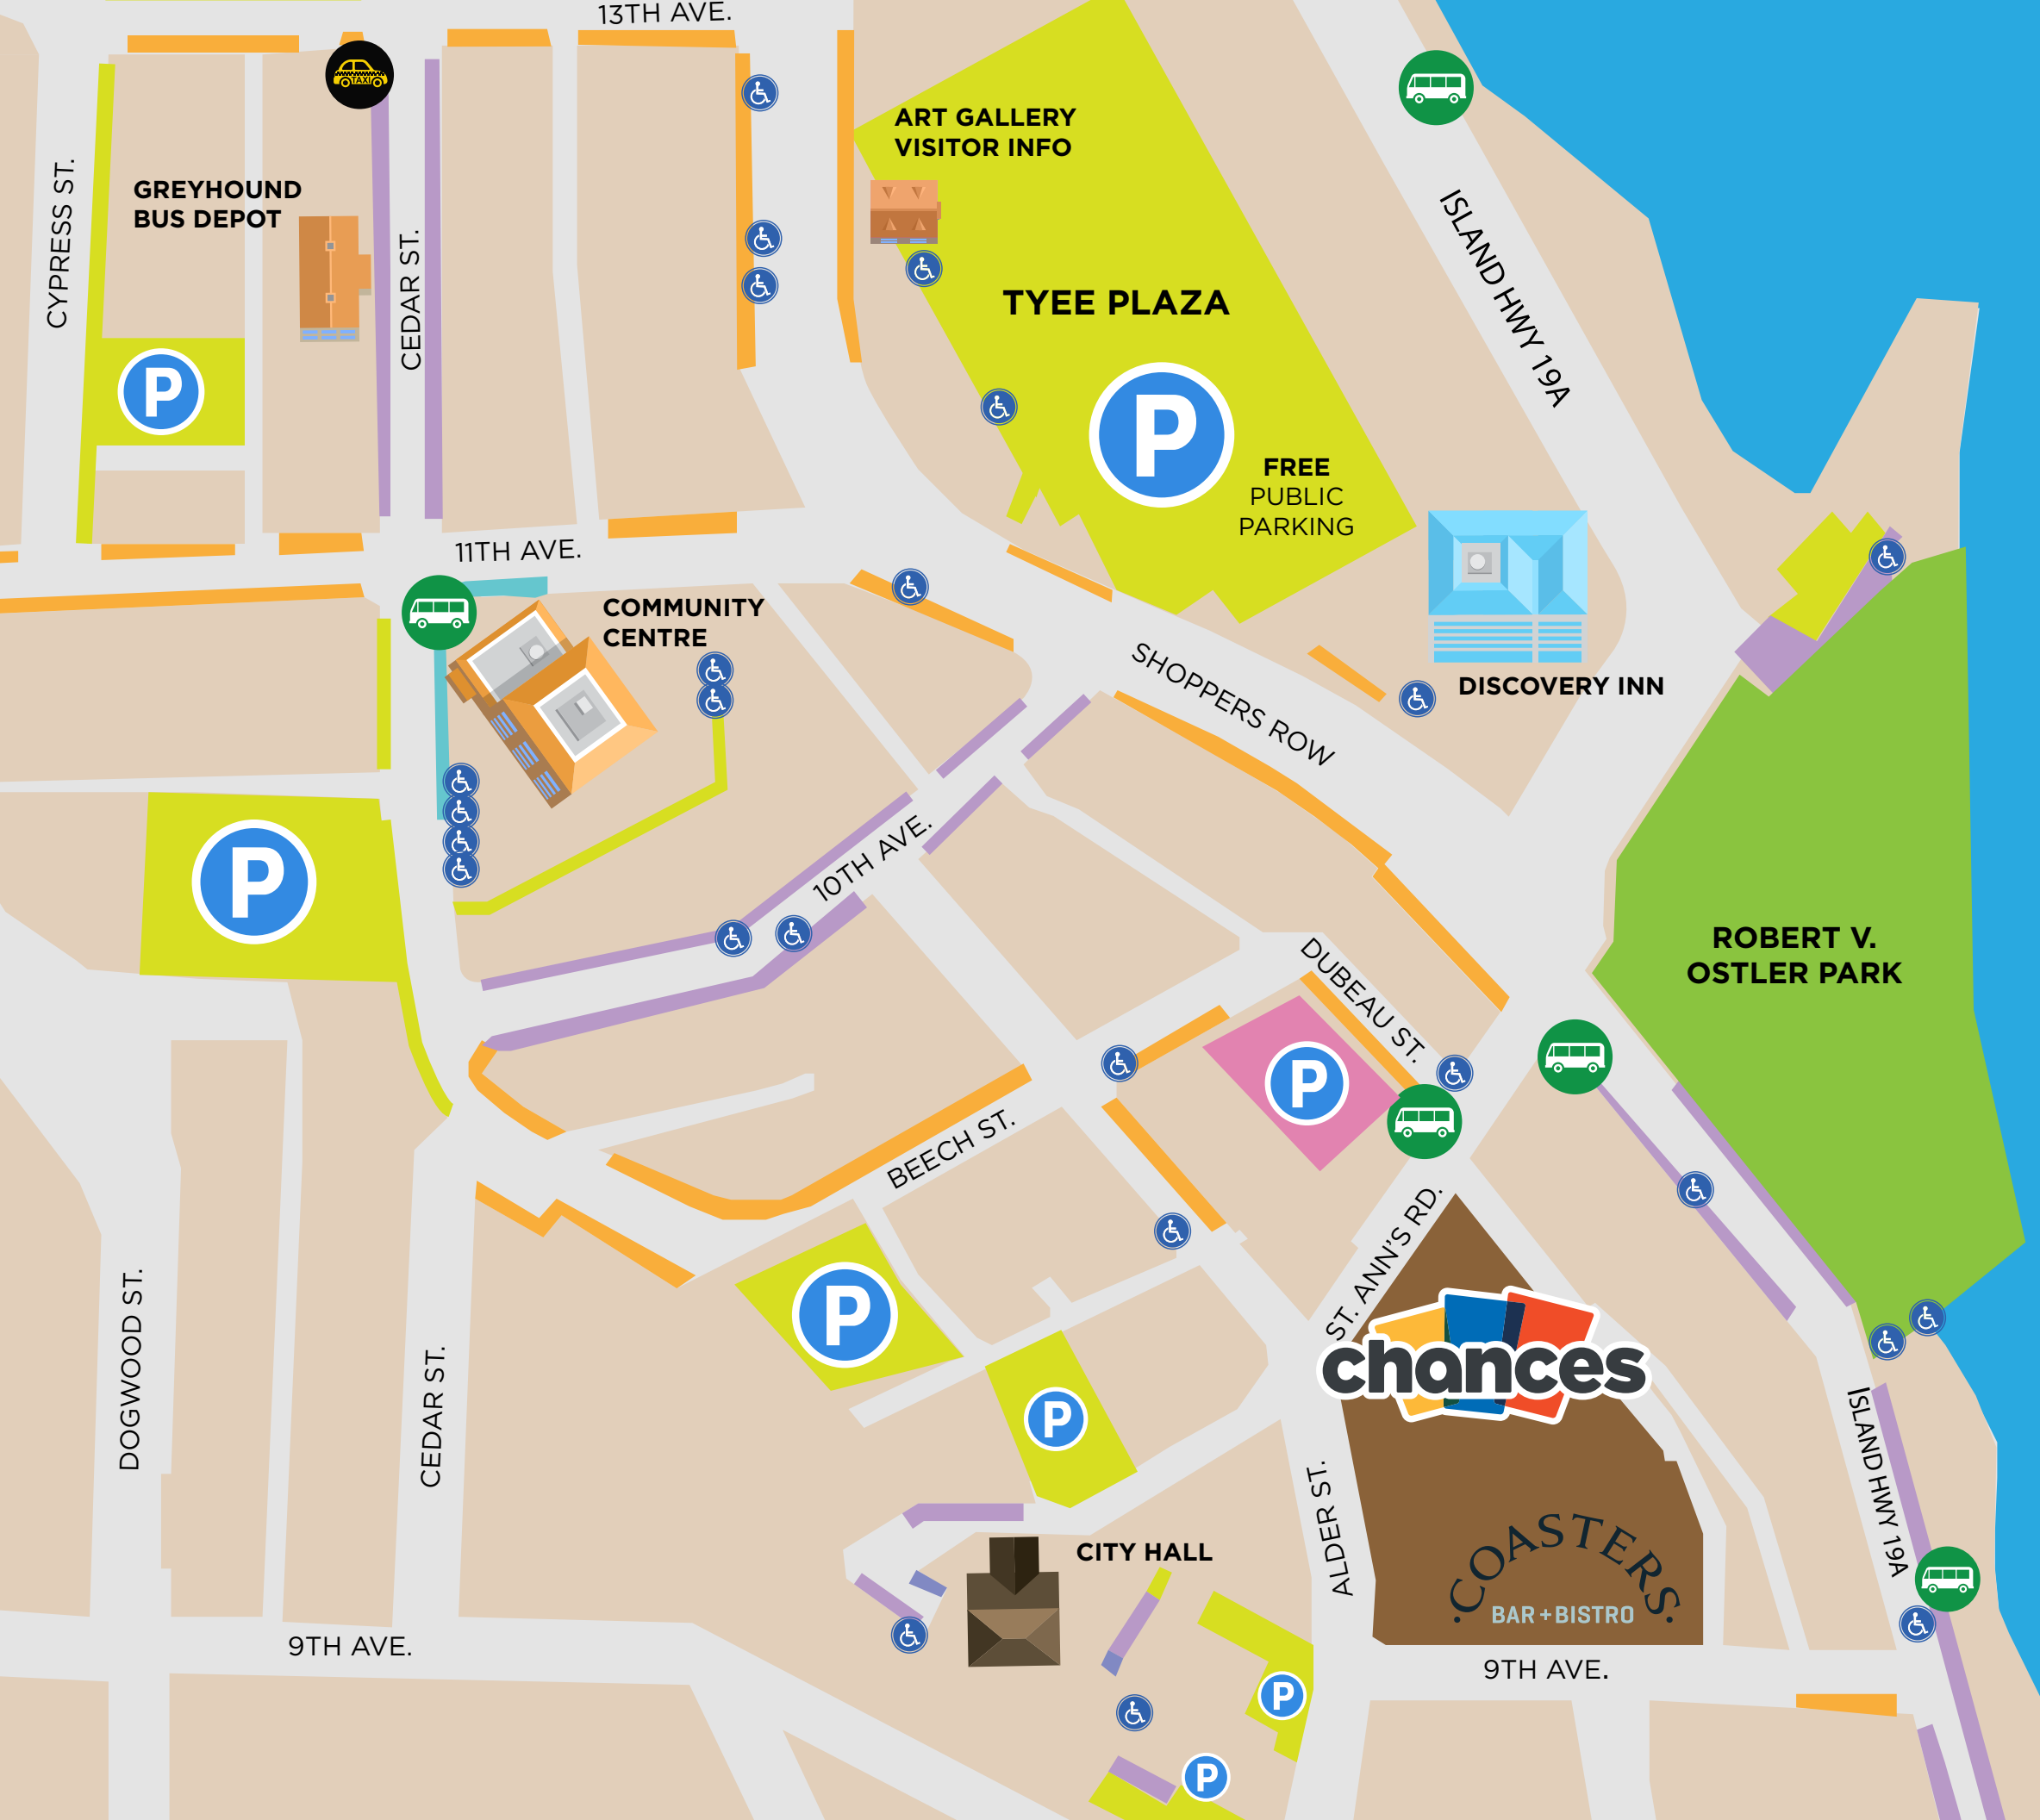 13TH AVE.
TAXI
ART GALLERY
VISITOR INFO
CYPRESS ST.
GREYHOUND
BUS DEPOT
CEDAR ST.
ISLAND HWY 19A
TYEE PLAZA
P
P
FREE
PUBLIC
PARKING
11TH AVE.
COMMUNITY
CENTRE
SHOPPERS ROW
DISCOVERY INN
10TH AVE.
P
ROBERT V.
OSTLER PARK
DUBEAU ST.
P
BEECH ST.
ST. ANN'S RD.
DOGWOOD ST.
CEDAR ST.
P
chances
P
ISLAND HWY 19A
ALDER ST.
CITY HALL
·COASTERS·
BAR+BISTRO
9TH AVE.
9TH AVE.
P
P